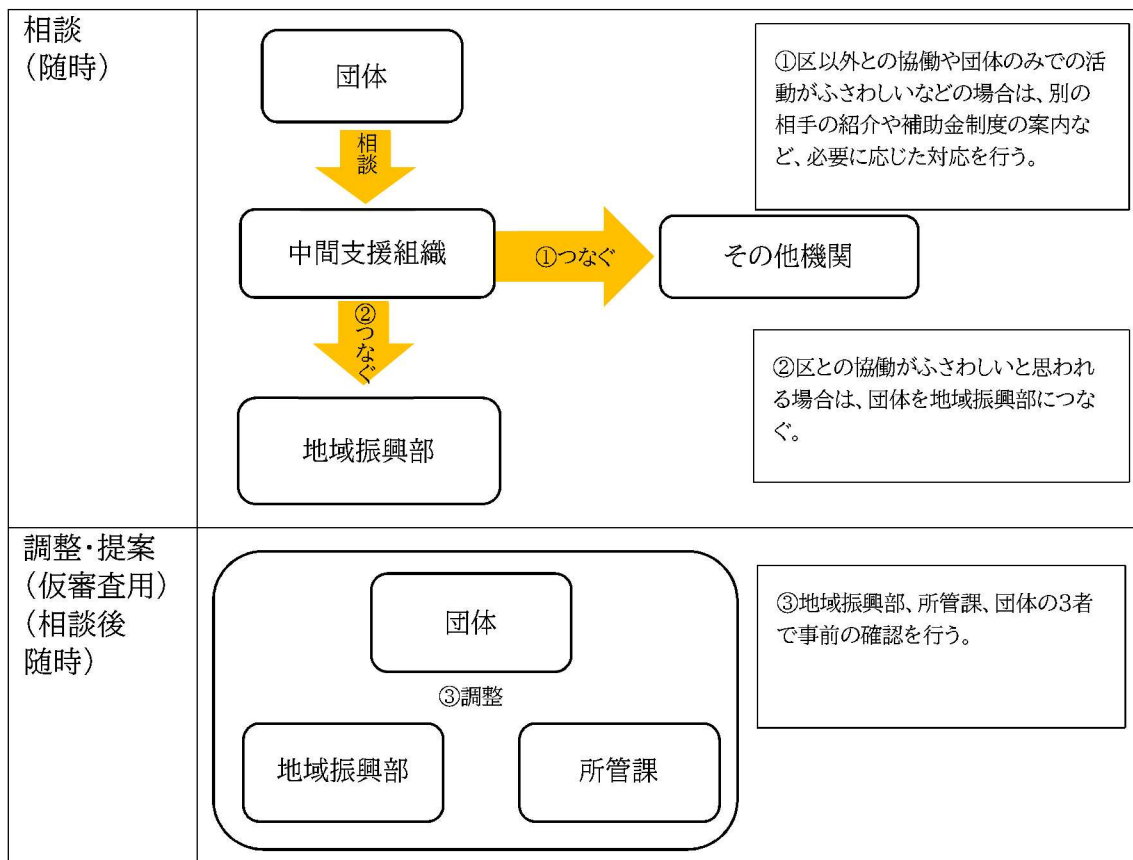 相談
（随時）
団体
相談
中間支援組織
①つなぐ
その他機関
②つなぐ
地域振興部
①区以外との協働や団体のみでの活
動がふさわしいなどの場合は、別の
相手の紹介や補助金制度の案内な
ど、必要に応じた対応を行う。
②区との協働がふさわしいと思われ
る場合は、団体を地域振興部につな
ぐ。
調整・提案
（仮審査用）
（相談後
随時）
団体
③調整
地域振興部
所管課
③地域振興部、所管課、団体の3者
で事前の確認を行う。